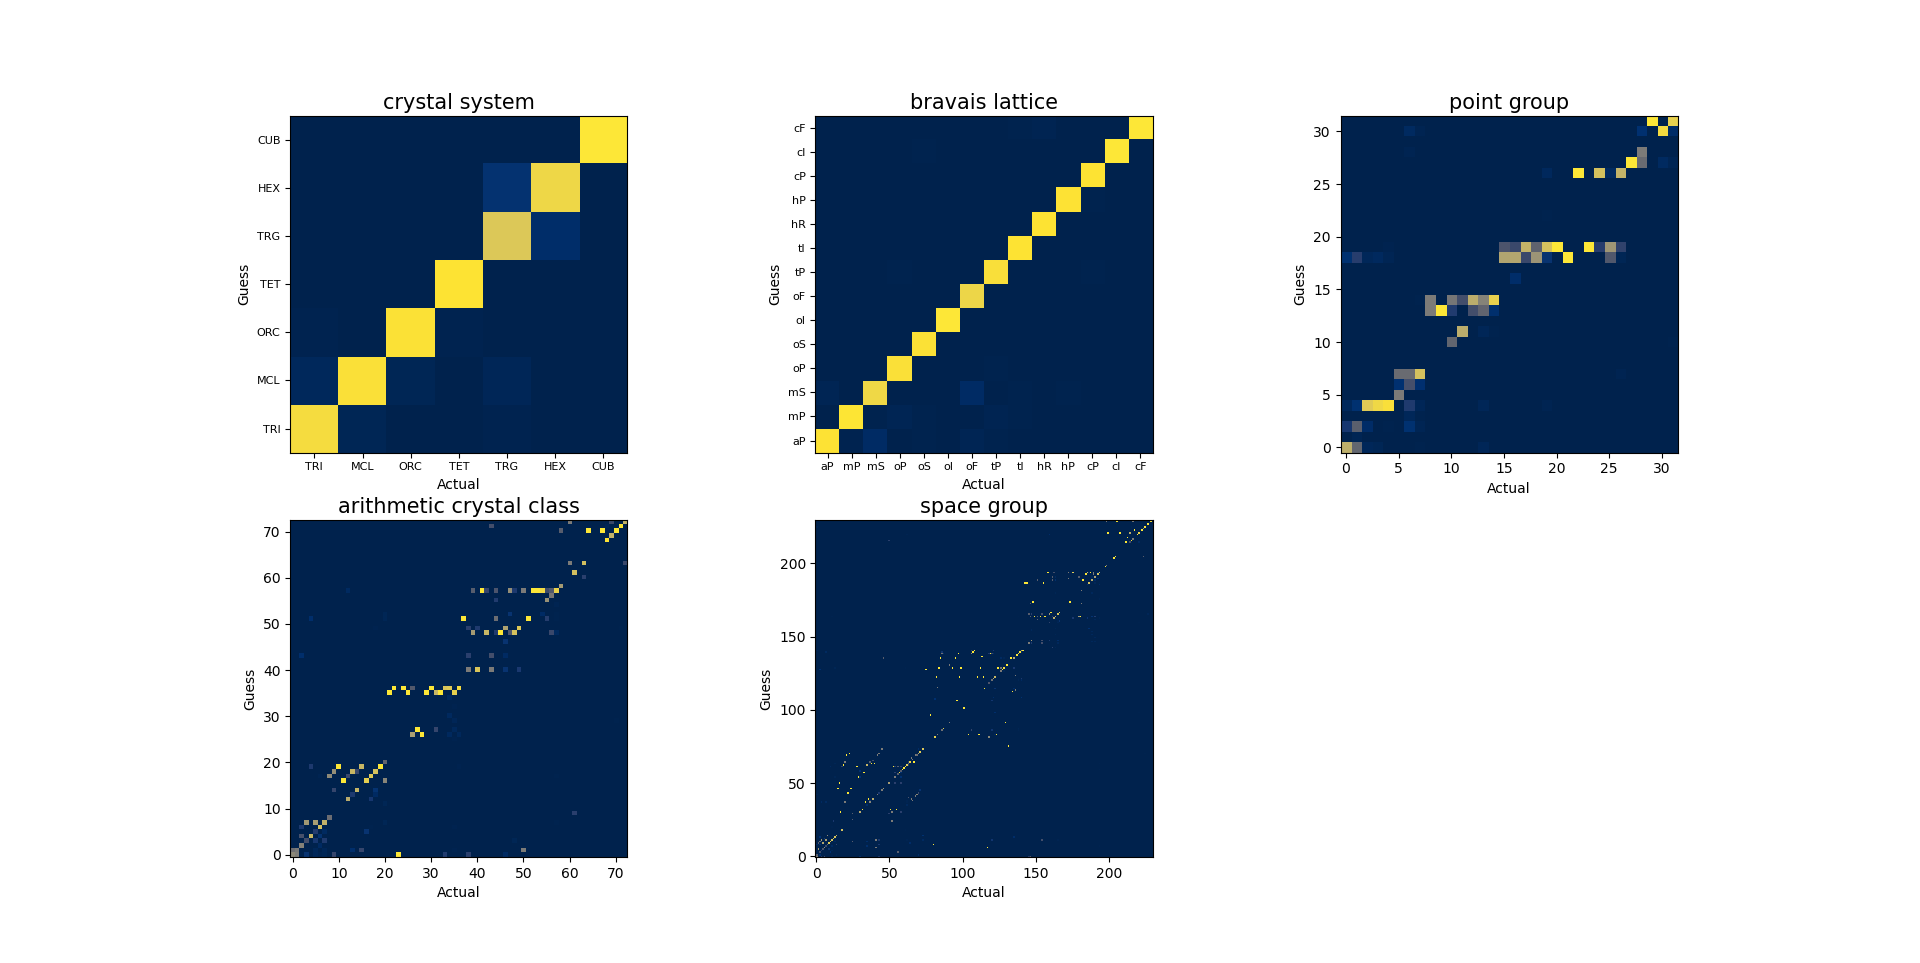 crystal system
CUB
HEX
TRG
TET
ORC
MCL
TRI
Guess
TRI MCL ORC TET TRG HEX CUB
Actual
bravais lattice
cF
cI
cP
hP
hR
tI
tP
oF
oI
oS
oP
mS
mP
aP
Guess
aP mP mS oP oS oI oF tP tI hR hP cP cI cF
Actual
point group
30
25
20
15
10
5
0
Guess
0 5 10 15 20 25 30
Actual
arithmetic crystal class
70
60
50
40
30
20
10
0
Guess
0 10 20 30 40 50 60 70
Actual
space group
200
150
100
50
0
Guess
0 50 100 150 200
Actual